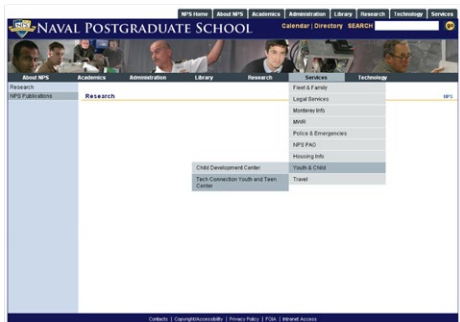 NPS Home About NPS Academics Administration Library Research Technology Services
NPS
NAVAL POSTGRADUATE SCHOOL
Calendar | Directory SEARCH
About NPS Academics Administration Library Research Services Technology
Research
NPS Publications
Research
NPS
Fleet & Family
Legal Services
Monterey Info
MWR
Police & Emergencies
NPS PAO
Housing Info
Youth & Child
Travel
Child Development Center
Tech Connection Youth and Teen
Center
Contacts | Copyright/Accessibility | Privacy Policy | FOIA | Intranet Access